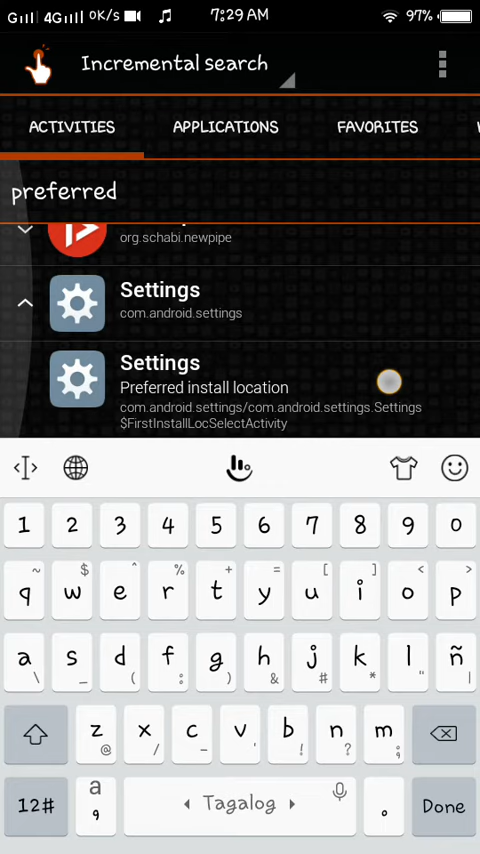 4G 0K/s 7:29 AM 97%
Incremental search
ACTIVITIES APPLICATIONS FAVORITES
preferred
org.schabi.newpipe
Settings
com.android.settings
Settings
Preferred install location
com.android.settings/com.android.settings.Settings
$FirstInstallLocSelectActivity
1 2 3 4 5 6 7 8 9 0
~ $ ^ % + = [ ] < >
q w e r t y u i o p
a s d f g h j k l ñ
\ _ ( : ) & # * " |
z x c v b n m
@ / - ' ! ? ;
12# a , Tagalog . Done